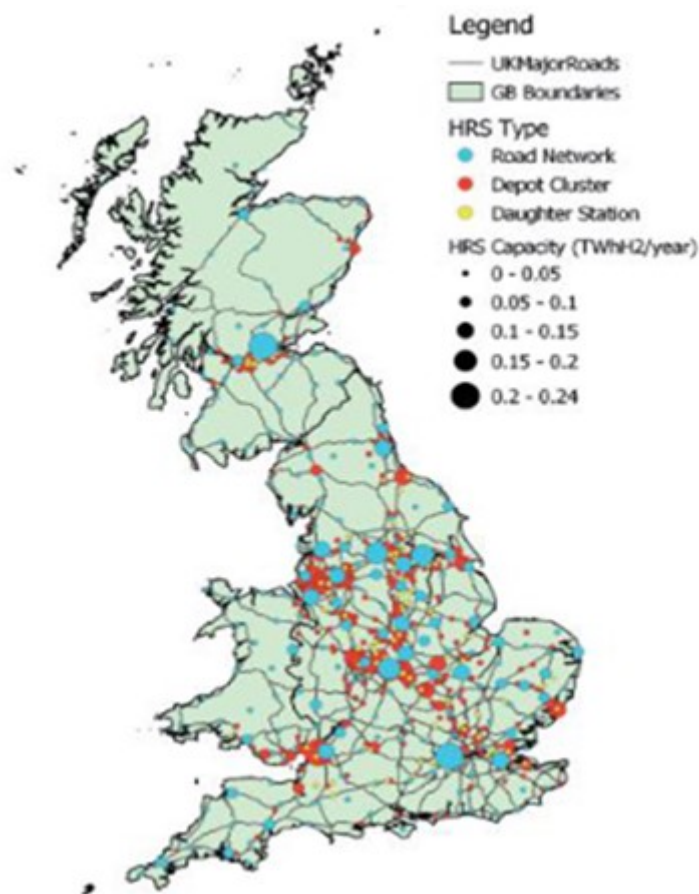 Legend
UKMajorRoads
GB Boundaries
HRS Type
Road Network
Depot Cluster
Daughter Station
HRS Capacity (TWhH2/year)
0 - 0.05
0.05 - 0.1
0.1 - 0.15
0.15 - 0.2
0.2 - 0.24